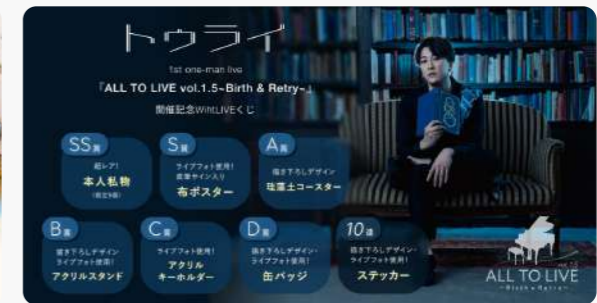 トゥライ
1st one-man live
「ALL TO LIVE vol.1.5~Birth & Retry~」
開催記念WithLIVEくじ
SS賞
超レア!
本人私物
S賞
ライブフォト使用!
直筆サイン入り
布ポスター
A賞
描き下ろしデザイン
珪藻土コースター
B賞
描き下ろしデザイン・
ライブフォト使用!
アクリルスタンド
C賞
ライブフォト使用!
アクリル
キーホルダー
D賞
描き下ろしデザイン・
ライブフォト使用!
缶バッジ
10連
描き下ろしデザイン・
ライブフォト使用!
ステッカー
ALL TO LIVE
~Birth & Retry~